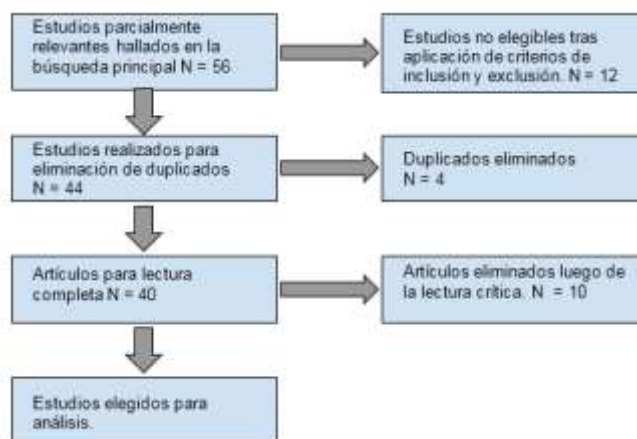 Estudios parcialmente
relevantes hallados en la
búsqueda principal N = 56
Estudios no elegibles tras
aplicación de criterios de
inclusión y exclusión. N = 12
Estudios realizados para
eliminación de duplicados
N = 44
Duplicados eliminados
N = 4
Artículos para lectura
completa N = 40
Artículos eliminados luego de
la lectura crítica. N = 10
Estudios elegidos para
análisis.